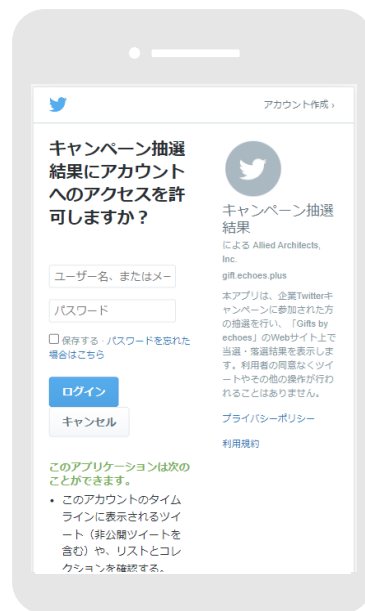 アカウント作成 ›
キャンペーン抽選
結果にアカウント
へのアクセスを許
可しますか？
ユーザー名、またはメー
パスワード
保存する · パスワードを忘れた
場合はこちら
ログイン
キャンセル
このアプリケーションは次の
ことができます。
• このアカウントのタイム
ラインに表示されるツイ
ート（非公開ツイートを
含む）や、リストとコレ
クションを確認する。
キャンペーン抽選
結果
による Allied Architects,
Inc.
gift.echoes.plus
本アプリは、企業Twitterキ
ャンペーンに参加された方
の抽選を行い、「Gifts by
echoes」のWebサイト上で
当選・落選結果を表示しま
す。利用者の同意なくツイ
ートやその他の操作が行わ
れることはありません。
プライバシーポリシー
利用規約